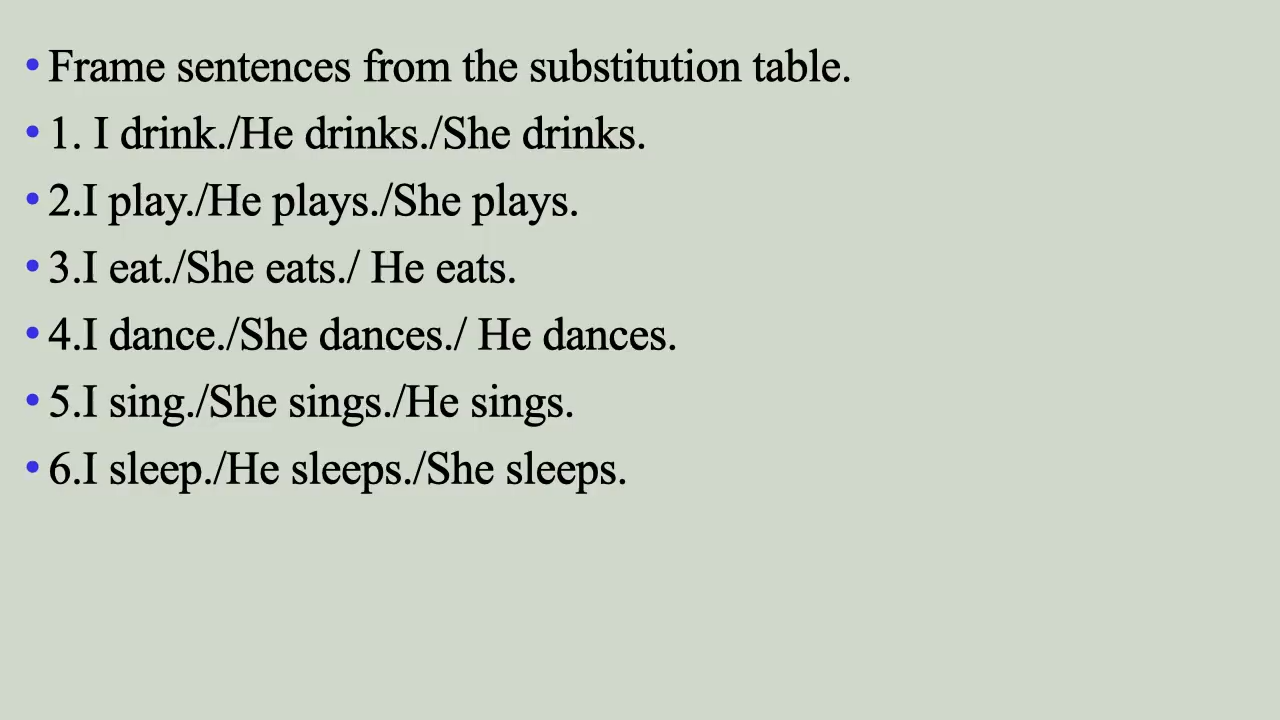 • Frame sentences from the substitution table.
• 1. I drink./He drinks./She drinks.
• 2.I play./He plays./She plays.
• 3.I eat./She eats./ He eats.
• 4.I dance./She dances./ He dances.
• 5.I sing./She sings./He sings.
• 6.I sleep./He sleeps./She sleeps.